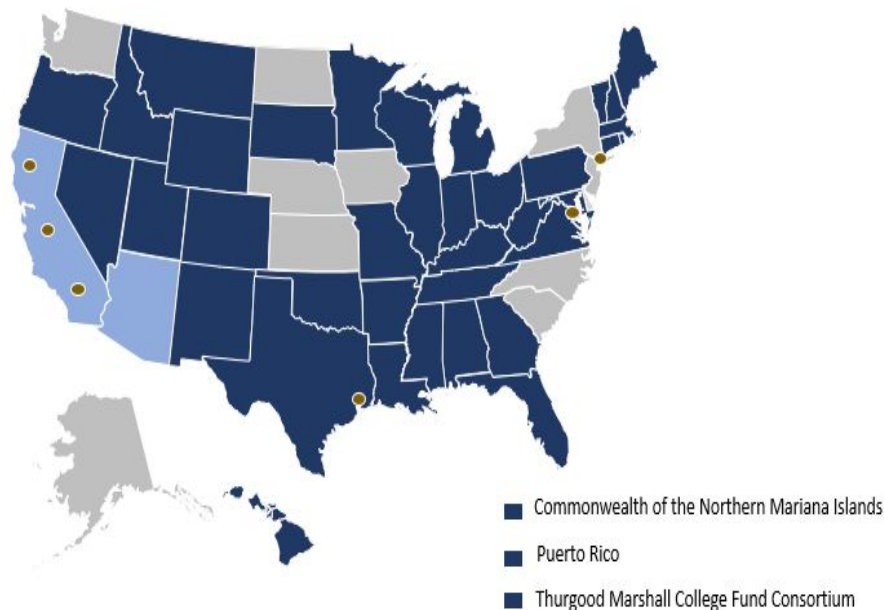 Commonwealth of the Northern Mariana Islands
Puerto Rico
Thurgood Marshall College Fund Consortium